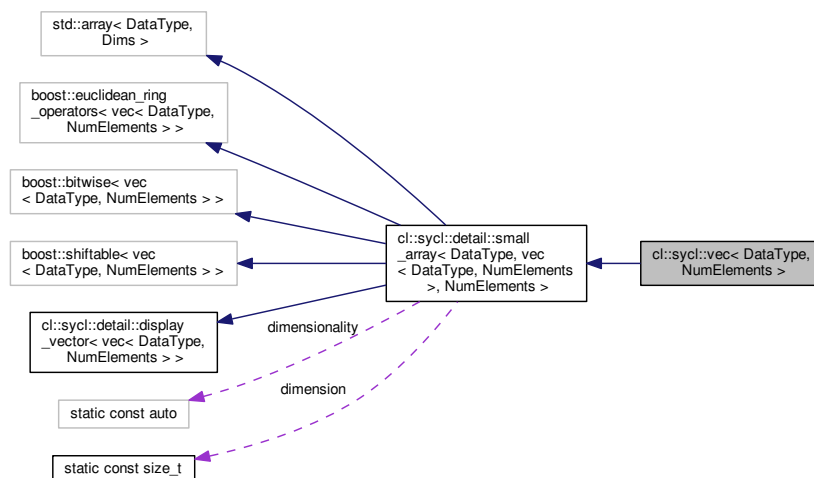 std::array< DataType,
Dims >
boost::euclidean_ring
_operators< vec< DataType,
NumElements > >
boost::bitwise< vec
< DataType, NumElements > >
boost::shiftable< vec
< DataType, NumElements > >
cl::sycl::detail::display
_vector< vec< DataType,
NumElements > >
static const auto
static const size_t
dimensionality
dimension
cl::sycl::detail::small
_array< DataType, vec
< DataType, NumElements
>, NumElements >
cl::sycl::vec< DataType,
NumElements >